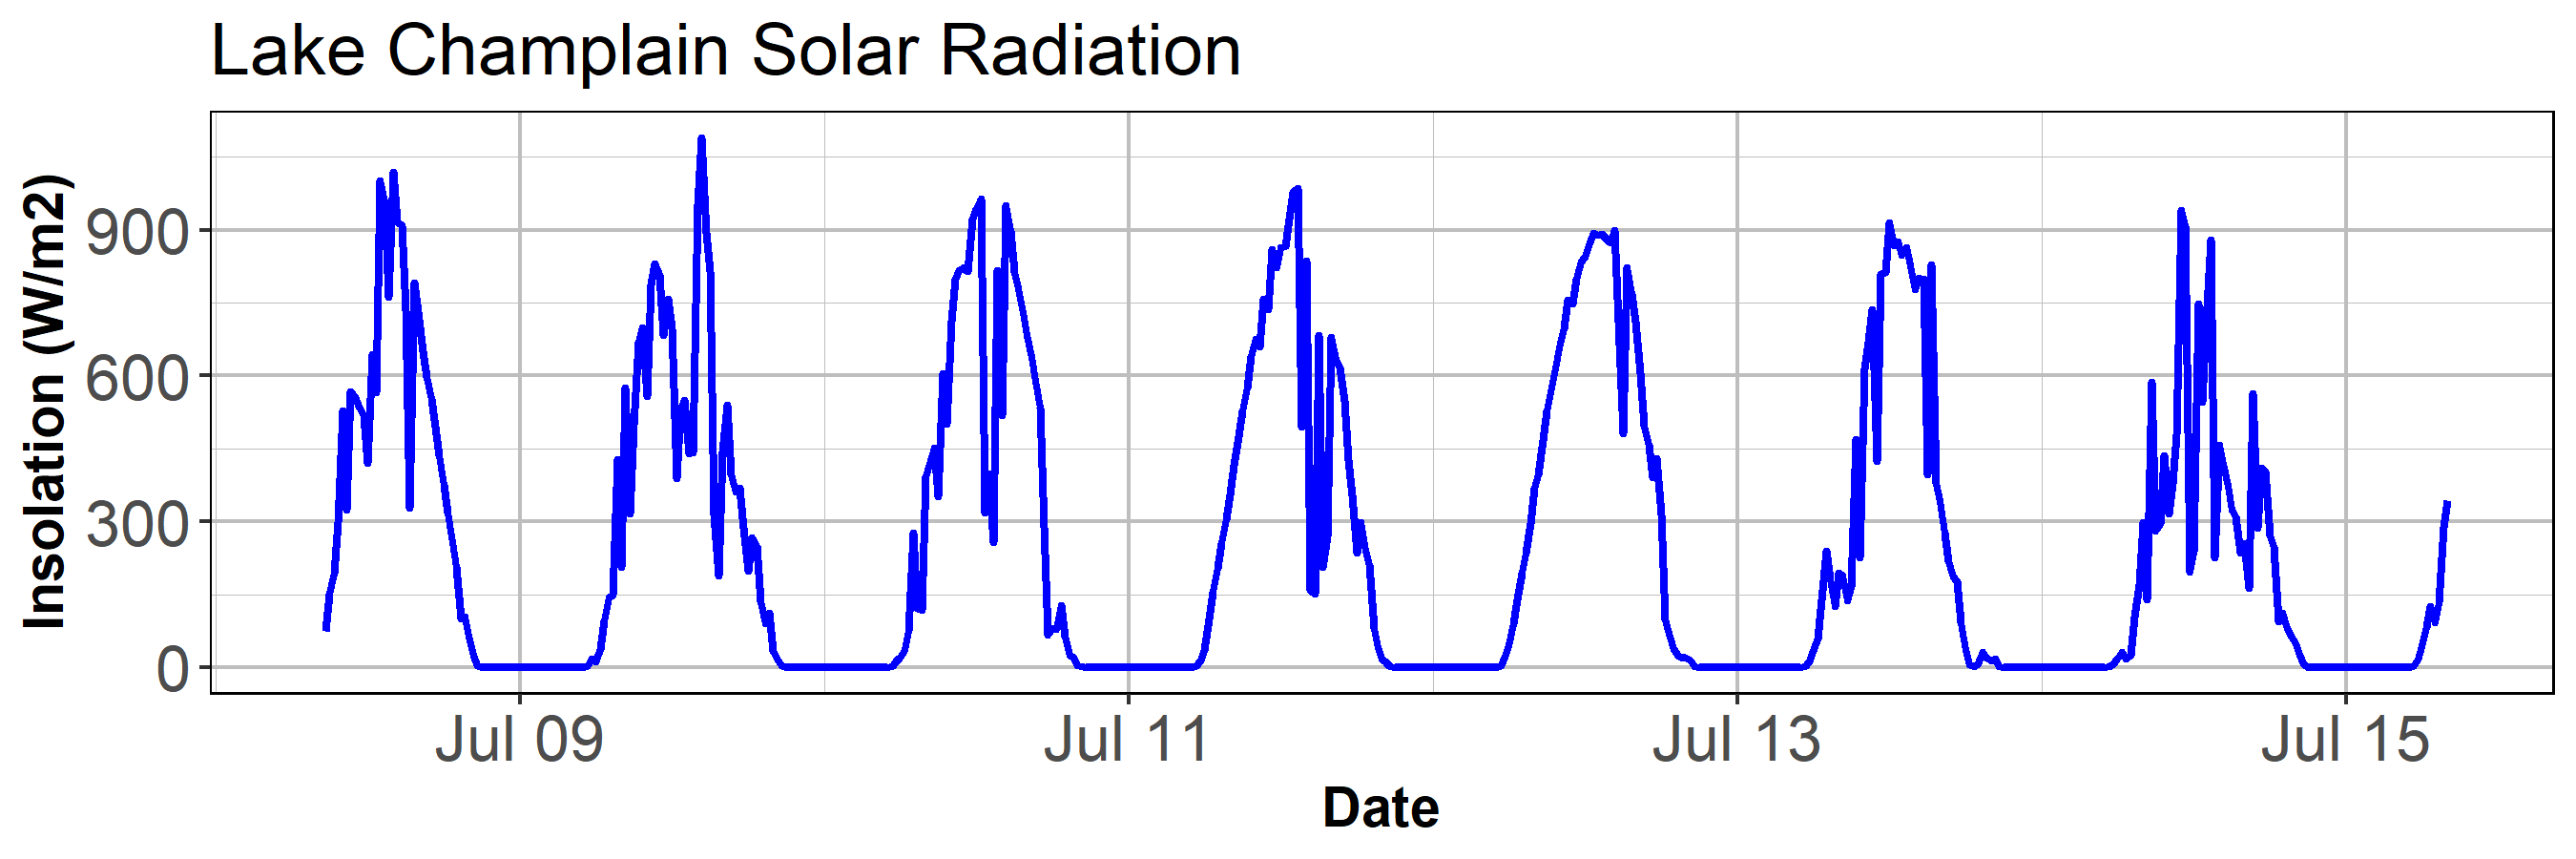 Lake Champlain Solar Radiation
Insolation (W/m2)
900
600
300
0
Jul 09
Jul 11
Jul 13
Jul 15
Date